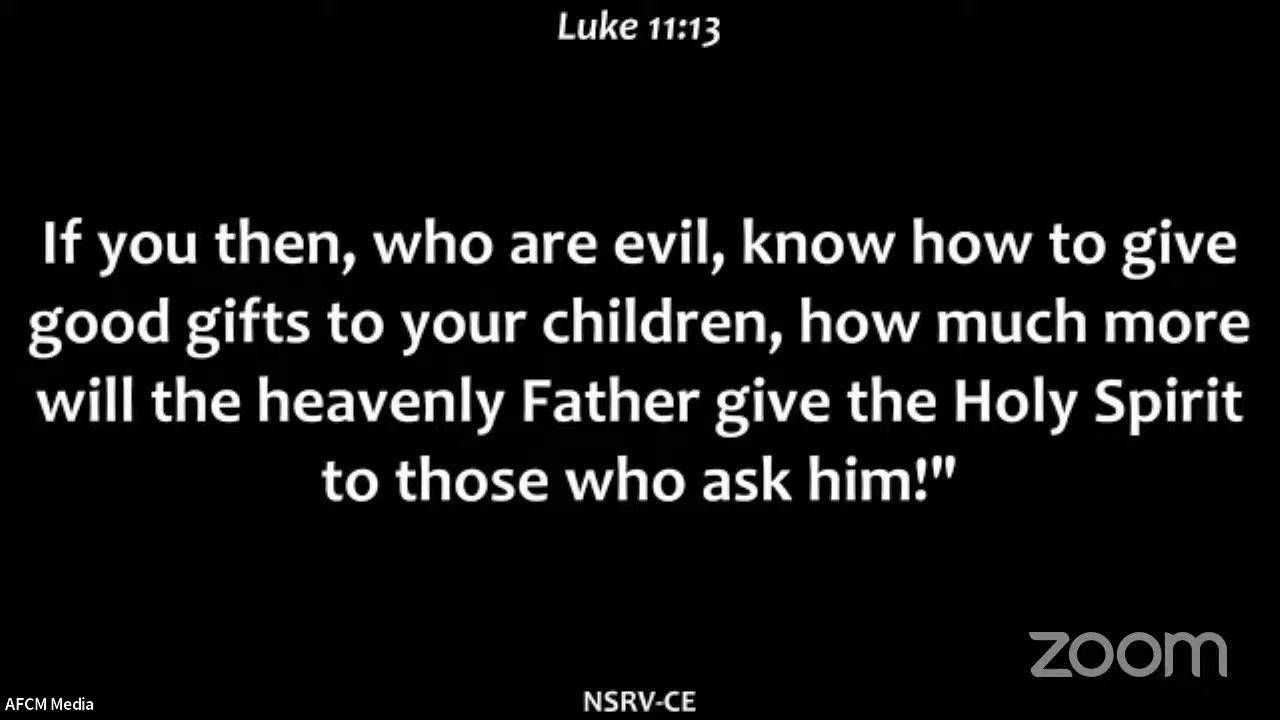 Luke 11:13
If you then, who are evil, know how to give
good gifts to your children, how much more
will the heavenly Father give the Holy Spirit
to those who ask him!"
zoom
NSRV-CE
AFCM Media